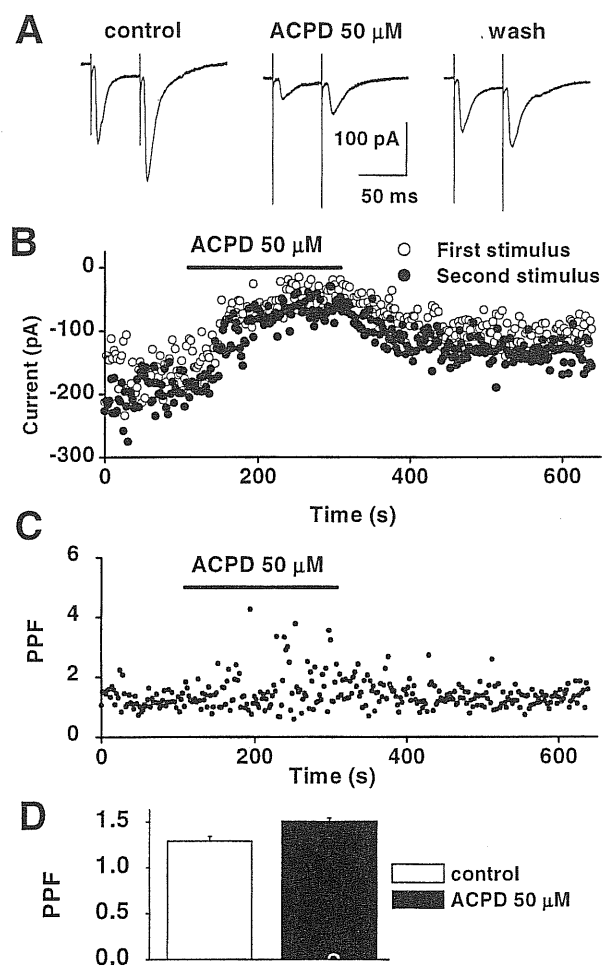 A
control ACPD 50 µM wash
100 pA
50 ms
B
ACPD 50 µM
First stimulus
Second stimulus
0
-100
-200
-300
Current (pA)
0 200 400 600
Time (s)
C
ACPD 50 µM
6
4
2
0
PPF
0 200 400 600
Time (s)
D
1.5
1.0
0.5
0.0
PPF
control
ACPD 50 µM